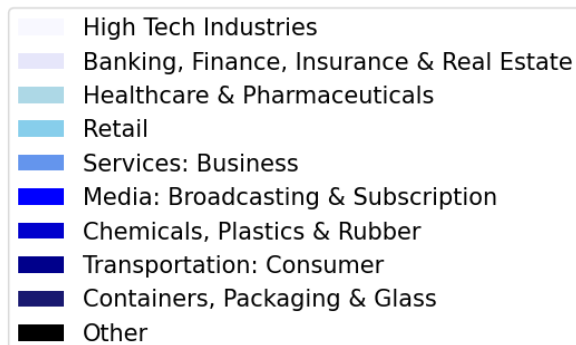 High Tech Industries
Banking, Finance, Insurance & Real Estate
Healthcare & Pharmaceuticals
Retail
Services: Business
Media: Broadcasting & Subscription
Chemicals, Plastics & Rubber
Transportation: Consumer
Containers, Packaging & Glass
Other